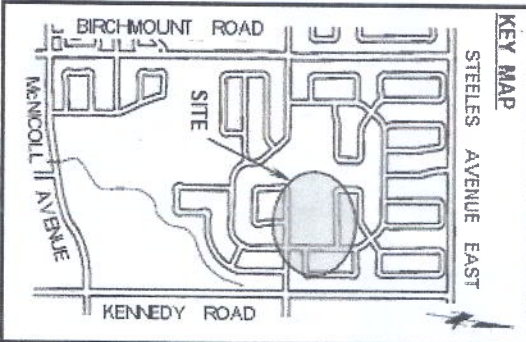 KEY MAP
STEELES AVENUE EAST
BIRCHMOUNT ROAD
SITE
McNICOLL AVENUE
KENNEDY ROAD